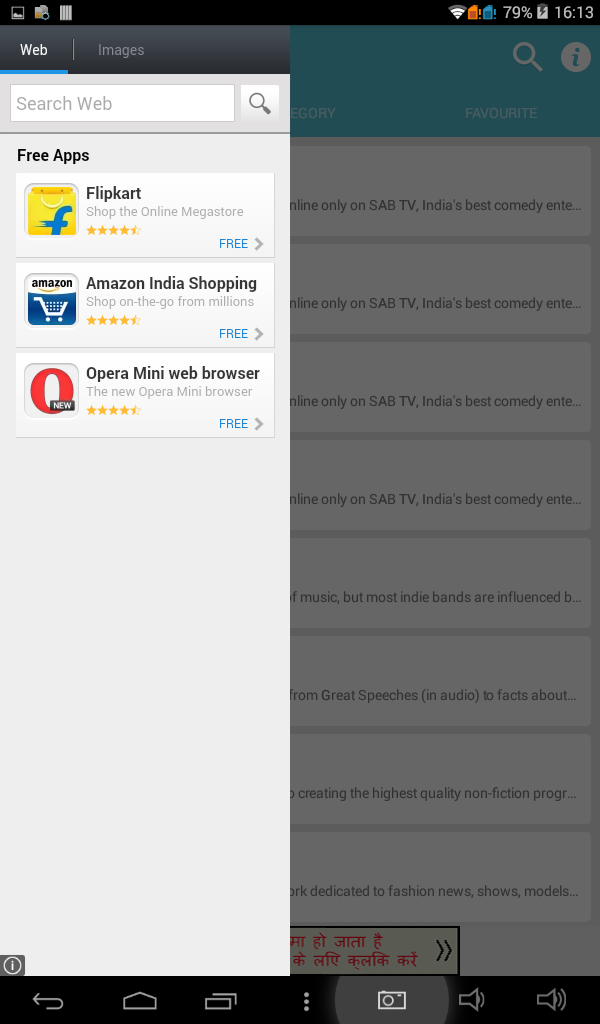 79% 16:13
Web
Images
Search Web
Free Apps
Flipkart
Shop the Online Megastore
FREE
amazon
Amazon India Shopping
Shop on-the-go from millions
FREE
NEW
Opera Mini web browser
The new Opera Mini browser
FREE
EGORY
FAVOURITE
nline only on SAB TV, India's best comedy ente...
nline only on SAB TV, India's best comedy ente...
nline only on SAB TV, India's best comedy ente...
nline only on SAB TV, India's best comedy ente...
of music, but most indie bands are influenced b...
from Great Speeches (in audio) to facts about...
creating the highest quality non-fiction progr...
ork dedicated to fashion news, shows, models...
मा हो जाता है
के लिए क्लिक करें